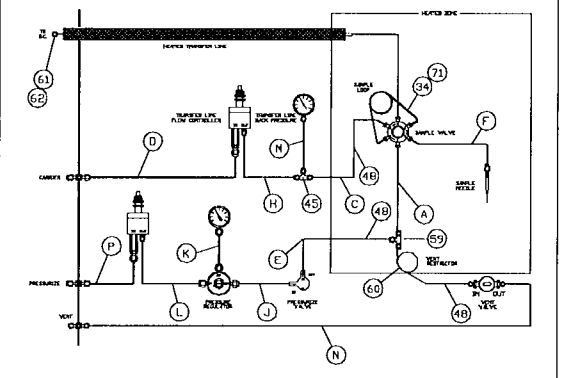 HEATED ZONE
TO
G.C.
HEATED TRANSFER LINE
61
62
71
34
SAMPLE
LOOP
F
SAMPLE VALVE
TRANSFER LINE
FLOW CONTROLLER
TRANSFER LINE
BACK PRESSURE
D
N
48
CARRIER
H
45
C
SAMPLE
NEEDLE
A
48
59
P
K
E
VENT
RESTRICTOR
PRESSURIZE
L
PRESSURE
REGULATOR
J
PRESSURIZE
VALVE
60
48
IN
OUT
VENT
VALVE
VENT
N